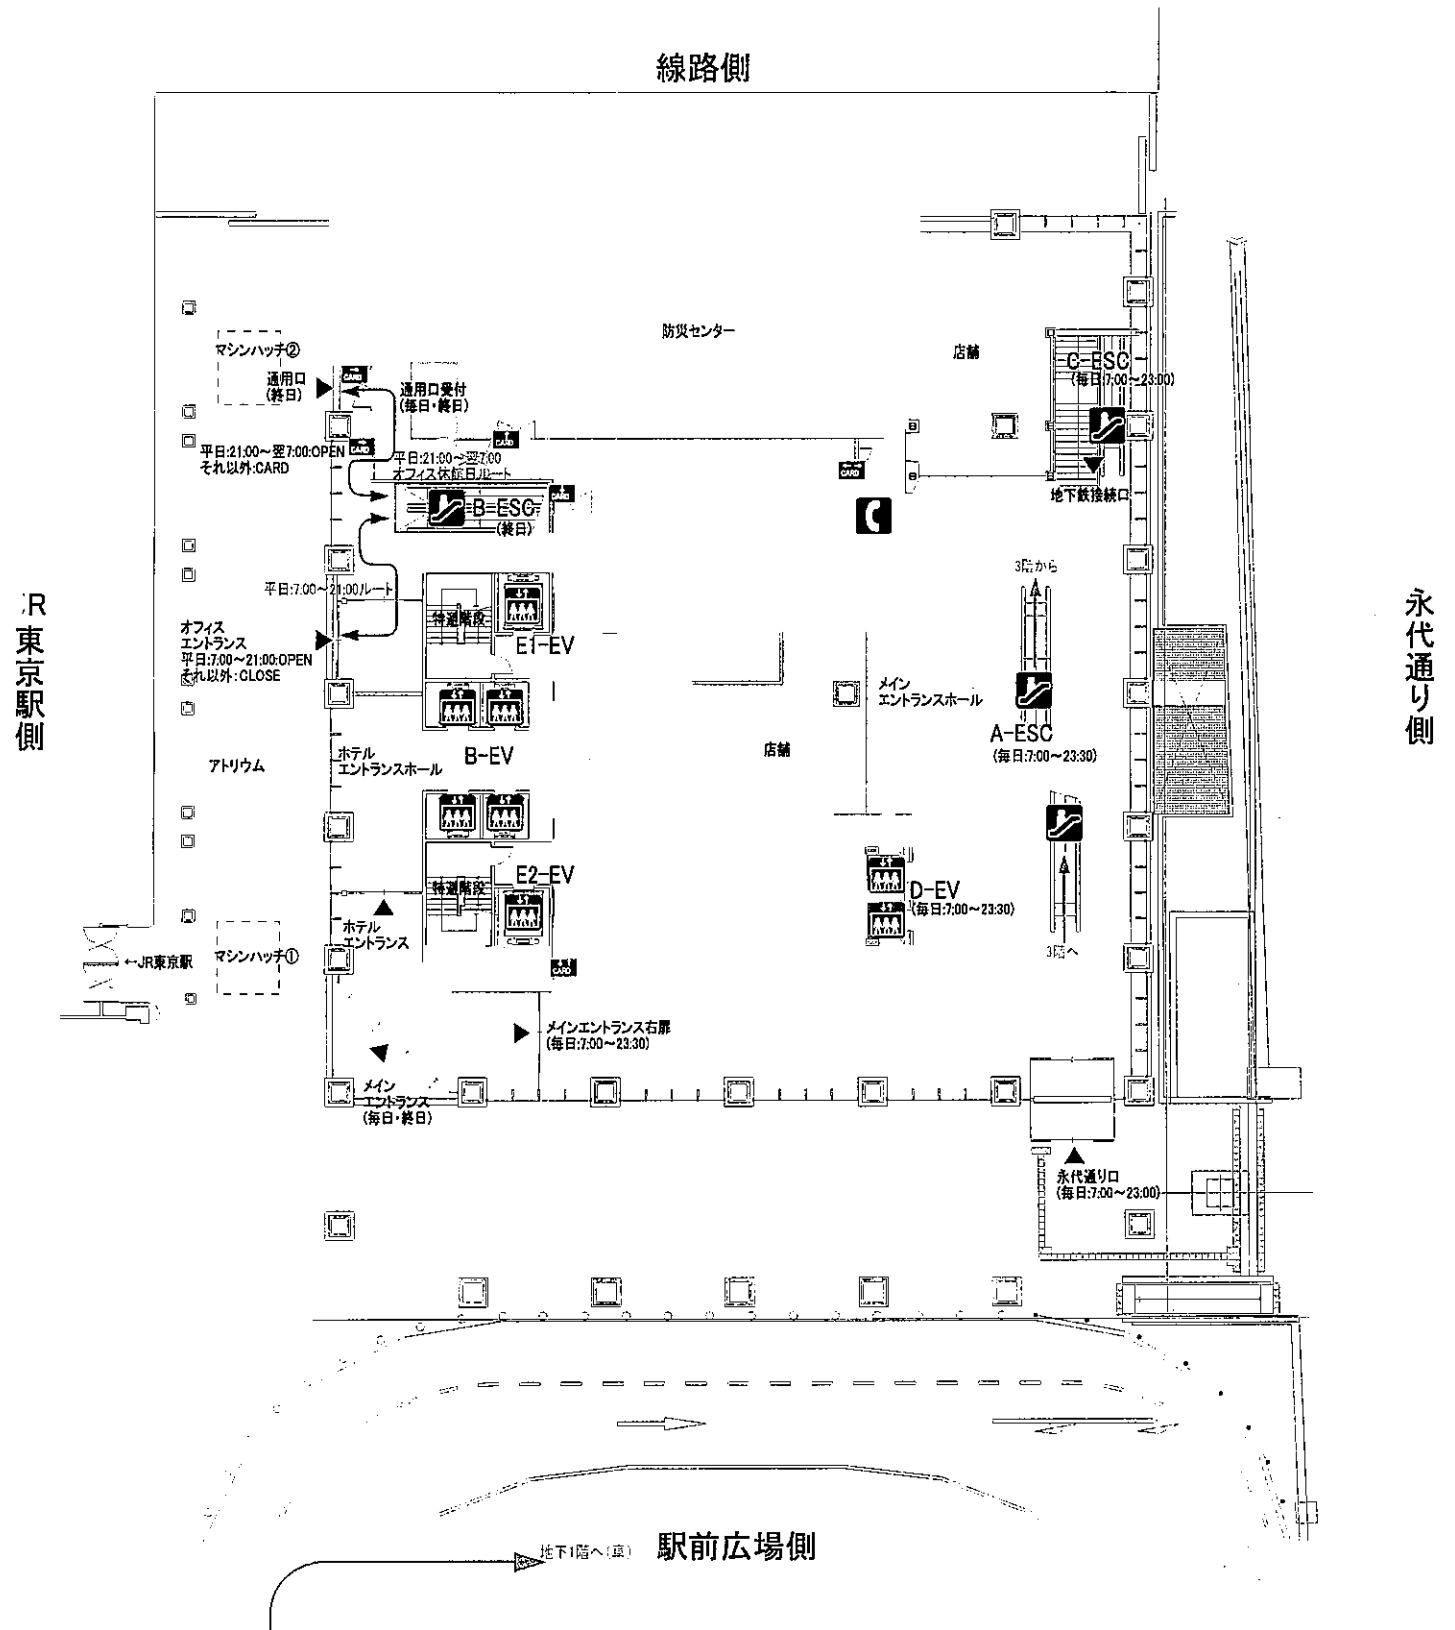 線路側
防災センター
店舗
C-ESC
(毎日:7:00～23:00)
マシンハッチ②
通用口
(終日)
CARD
通用口受付
(毎日・終日)
CARD
CARD
平日:21:00～翌7:00:OPEN
それ以外:CARD
平日:21:00～翌7:00
オフィス休館日ルート
CARD
地下鉄接続口
CARD
B-ESC
(終日)
3階から
平日:7:00～21:00ルート
特避階段
E1-EV
オフィス
エントランス
平日:7:00～21:00:OPEN
それ以外:CLOSE
JR東京駅側
永代通り側
メイン
エントランスホール
A-ESC
(毎日:7:00～23:30)
店舗
B-EV
ホテル
エントランスホール
アトリウム
E2-EV
特避階段
D-EV
(毎日:7:00～23:30)
ホテル
エントランス
3階へ
←JR東京駅
マシンハッチ①
CARD
メインエントランス右扉
(毎日:7:00～23:30)
メイン
エントランス
(毎日・終日)
永代通り口
(毎日:7:00～23:00)
地下1階へ(車)
駅前広場側